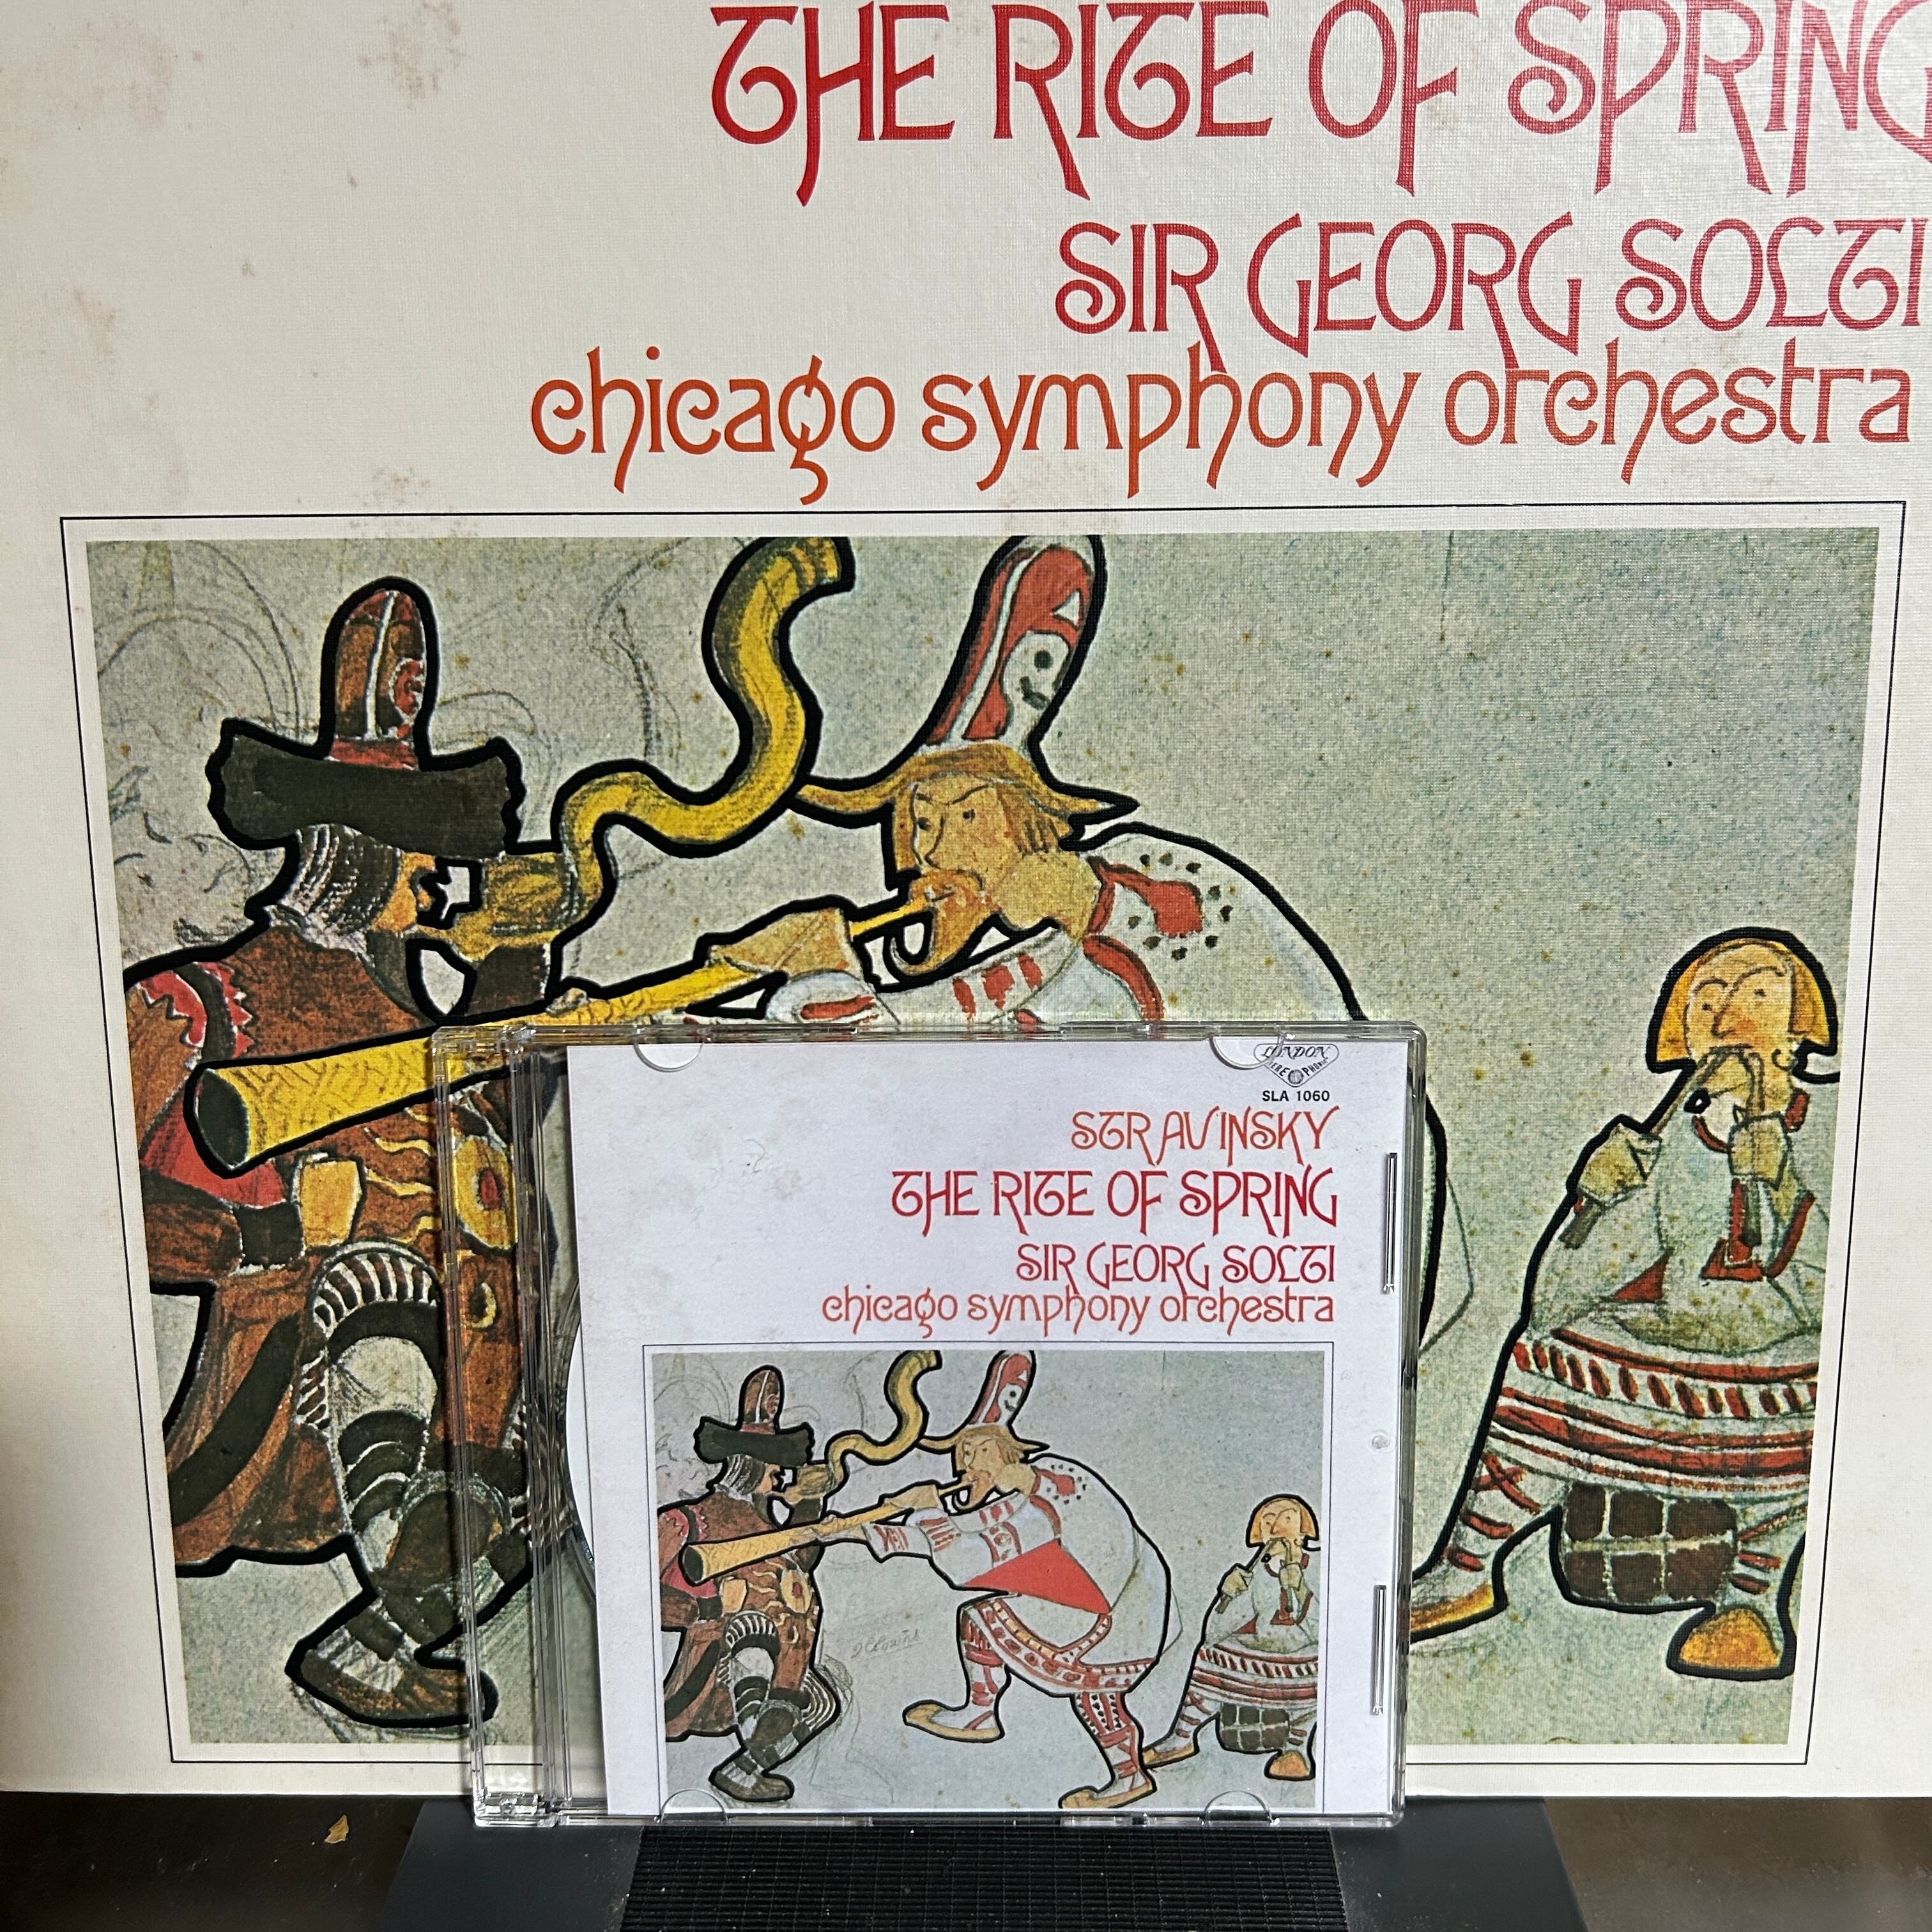 THE RITE OF SPRING
SIR GEORG SOLTI
chicago symphony orchestra
LONDON
SLA 1060
STRAVINSKY
THE RITE OF SPRING
SIR GEORG SOLTI
chicago symphony orchestra